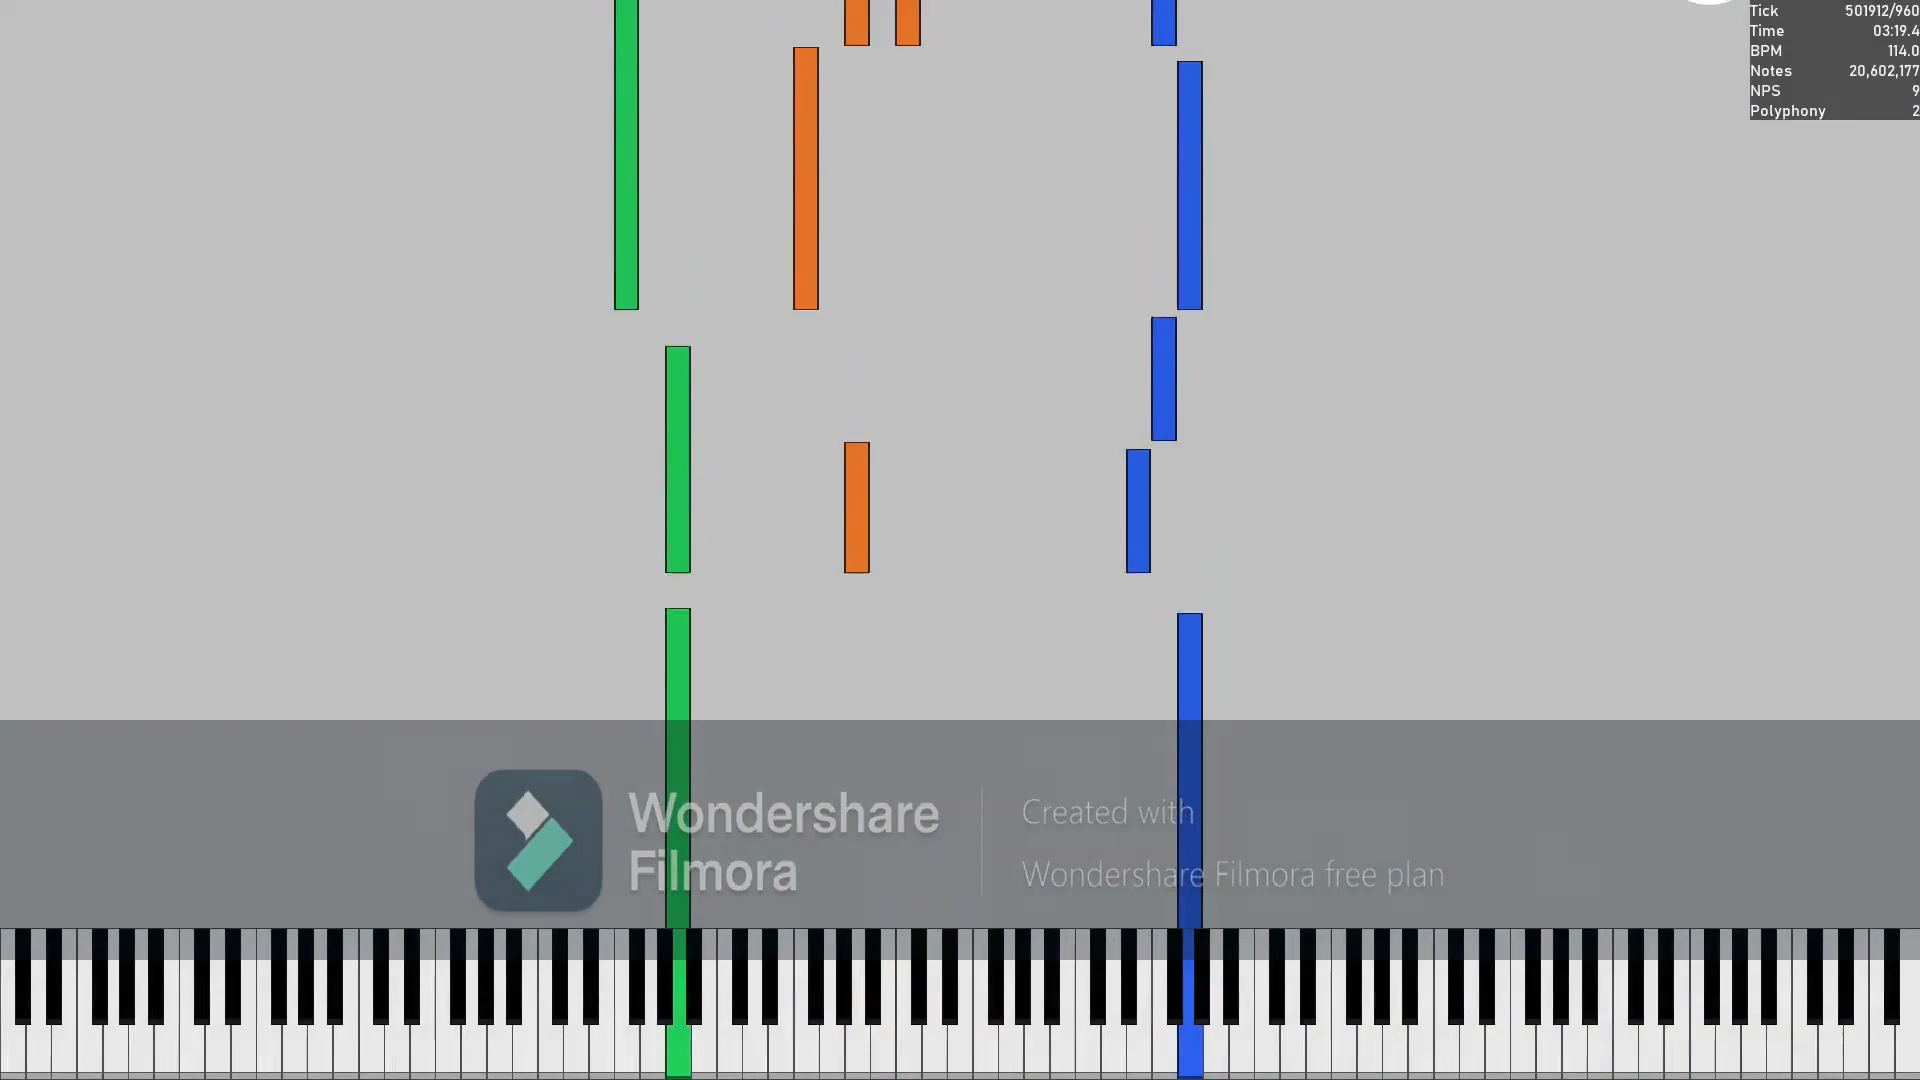 Tick 501912/960
Time 03:19.4
BPM 114.0
Notes 20,602,177
NPS 9
Polyphony 2
Wondershare
Filmora
Created with
Wondershare Filmora free plan